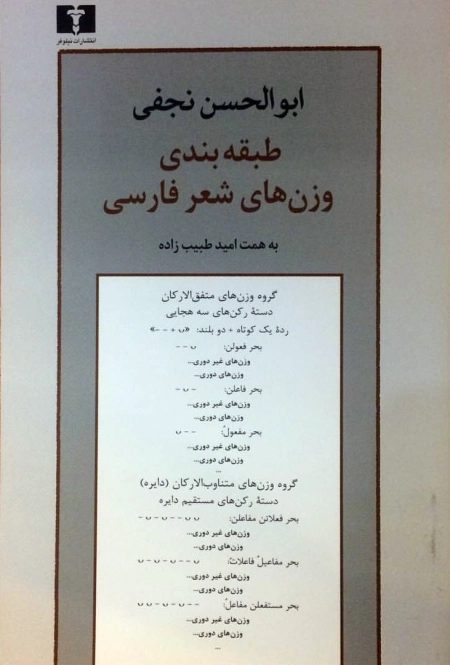 انتشارات نیلوفر
ابوالحسن نجفی
طبقه بندی
وزن‌های شعر فارسی
به همت امید طبیب زاده
گروه وزن‌های متفق‌الارکان
دستهٔ رکن‌های سه هجایی
ردهٔ یک کوتاه + دو بلند: «∪ + – –»
بحر فعولن: ∪ – –
وزن‌های غیر دوری...
وزن‌های دوری...
بحر فاعلن: – ∪ –
وزن‌های غیر دوری...
وزن‌های دوری...
بحر مفعولُ: – – ∪
وزن‌های غیر دوری...
وزن‌های دوری...
...
گروه وزن‌های متناوب‌الارکان (دایره)
دستهٔ رکن‌های مستقیم دایره
بحر فعلاتن مفاعلن: ∪ ∪ – – ∪ – ∪ –
وزن‌های غیر دوری...
وزن‌های دوری...
بحر مفاعیلُ فاعلاتُ: ∪ – – ∪ – ∪ – ∪
وزن‌های غیر دوری...
وزن‌های دوری...
بحر مستفعلن مفاعلُ: – – ∪ – ∪ – ∪ ∪
وزن‌های غیر دوری...
وزن‌های دوری...
...